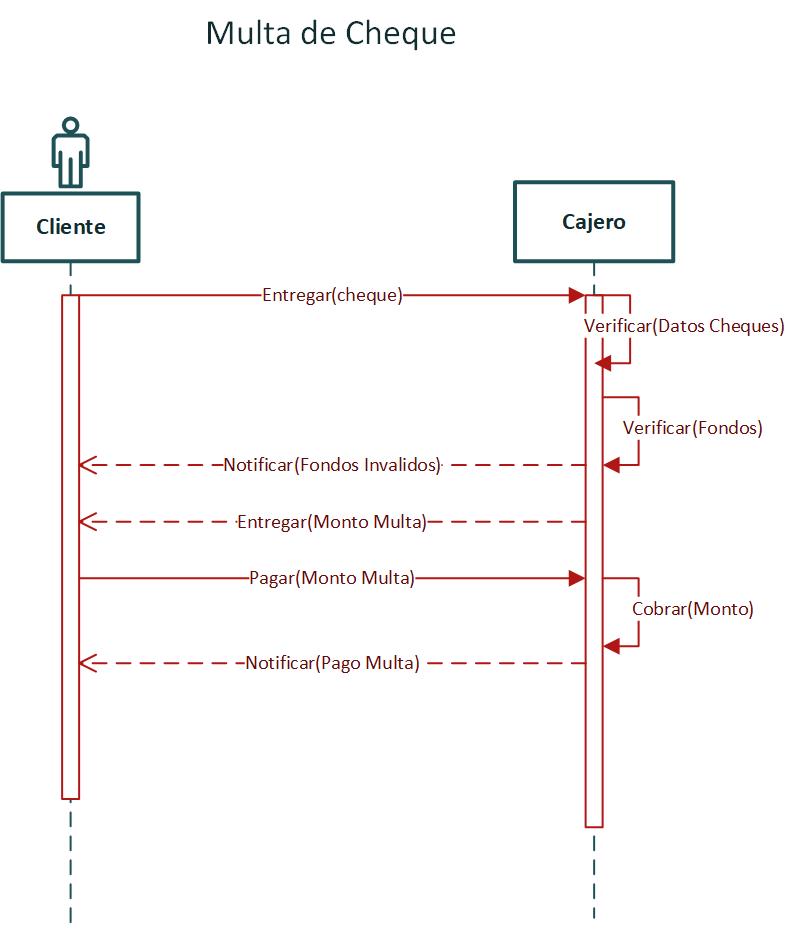 Multa de Cheque
Cliente
Cajero
Entregar(cheque)
Verificar(Datos Cheques)
Verificar(Fondos)
Notificar(Fondos Invalidos)
Entregar(Monto Multa)
Pagar(Monto Multa)
Cobrar(Monto)
Notificar(Pago Multa)